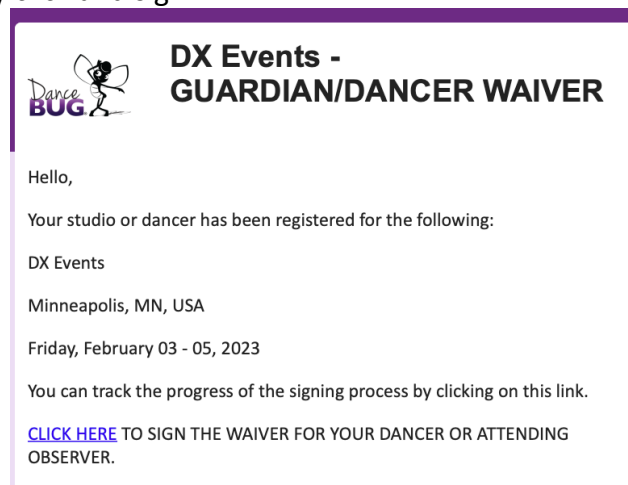 DX Events -
GUARDIAN/DANCER WAIVER
Dance
BUG
Hello,
Your studio or dancer has been registered for the following:
DX Events
Minneapolis, MN, USA
Friday, February 03 - 05, 2023
You can track the progress of the signing process by clicking on this link.
CLICK HERE TO SIGN THE WAIVER FOR YOUR DANCER OR ATTENDING
OBSERVER.